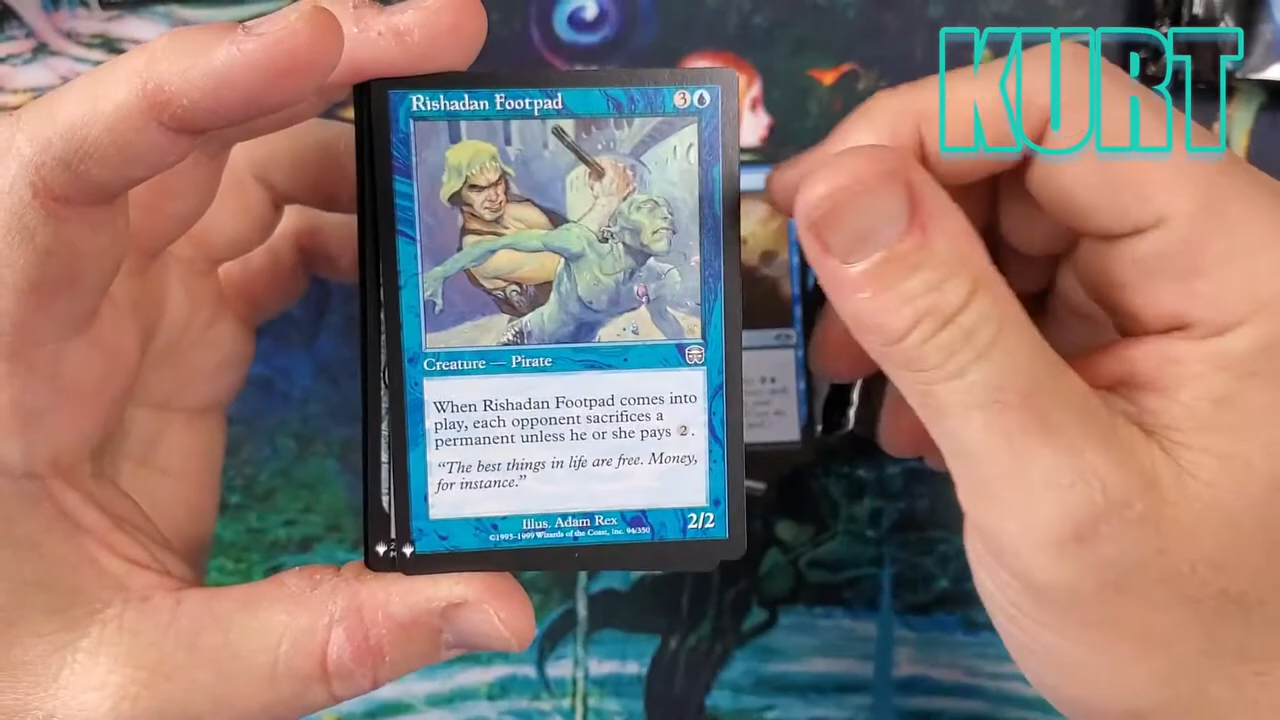 KURT
Rishadan Footpad
3
Creature — Pirate
When Rishadan Footpad comes into
play, each opponent sacrifices a
permanent unless he or she pays 2.
“The best things in life are free. Money,
for instance.”
Illus. Adam Rex
2/2
©1993-1999 Wizards of the Coast, Inc. 94/350